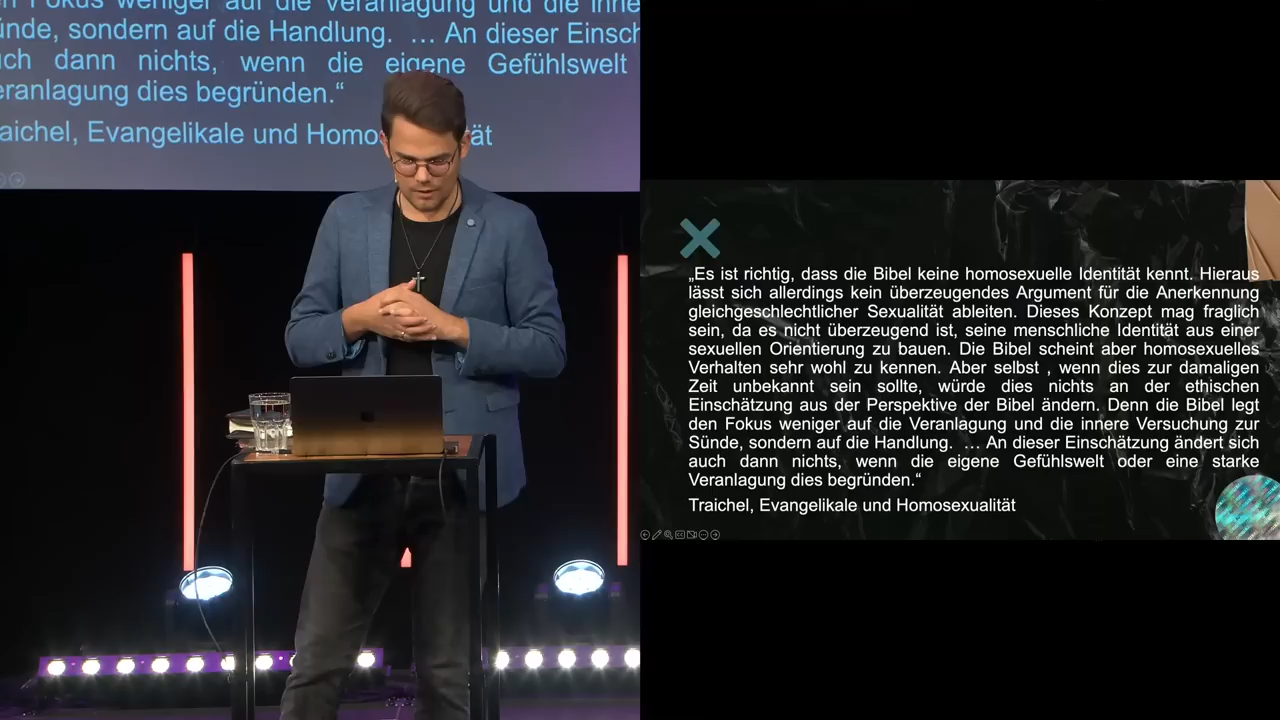 n Fokus weniger auf die Veranlagung und die inne
ünde, sondern auf die Handlung. … An dieser Einsch
uch dann nichts, wenn die eigene Gefühlswelt
eranlagung dies begründen.“
aichel, Evangelikale und Homo ät
„Es ist richtig, dass die Bibel keine homosexuelle Identität kennt. Hieraus
lässt sich allerdings kein überzeugendes Argument für die Anerkennung
gleichgeschlechtlicher Sexualität ableiten. Dieses Konzept mag fraglich
sein, da es nicht überzeugend ist, seine menschliche Identität aus einer
sexuellen Orientierung zu bauen. Die Bibel scheint aber homosexuelles
Verhalten sehr wohl zu kennen. Aber selbst , wenn dies zur damaligen
Zeit unbekannt sein sollte, würde dies nichts an der ethischen
Einschätzung aus der Perspektive der Bibel ändern. Denn die Bibel legt
den Fokus weniger auf die Veranlagung und die innere Versuchung zur
Sünde, sondern auf die Handlung. … An dieser Einschätzung ändert sich
auch dann nichts, wenn die eigene Gefühlswelt oder eine starke
Veranlagung dies begründen.“
Traichel, Evangelikale und Homosexualität